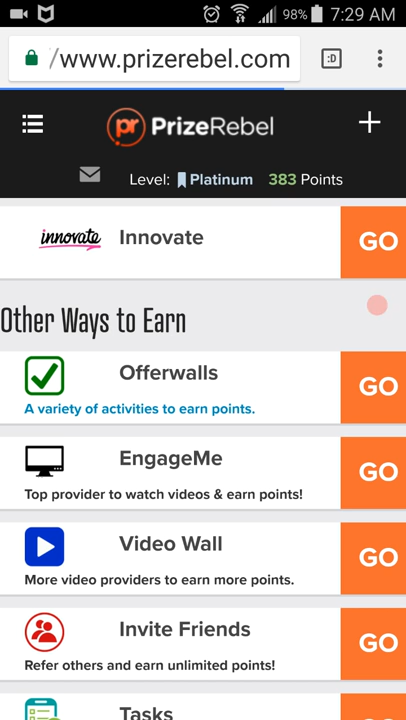 98% 7:29 AM
/www.prizerebel.com :D
pr PrizeRebel
Level: Platinum 383 Points
innovate Innovate GO
Other Ways to Earn
Offerwalls GO
A variety of activities to earn points.
EngageMe GO
Top provider to watch videos & earn points!
Video Wall GO
More video providers to earn more points.
Invite Friends GO
Refer others and earn unlimited points!
Tasks